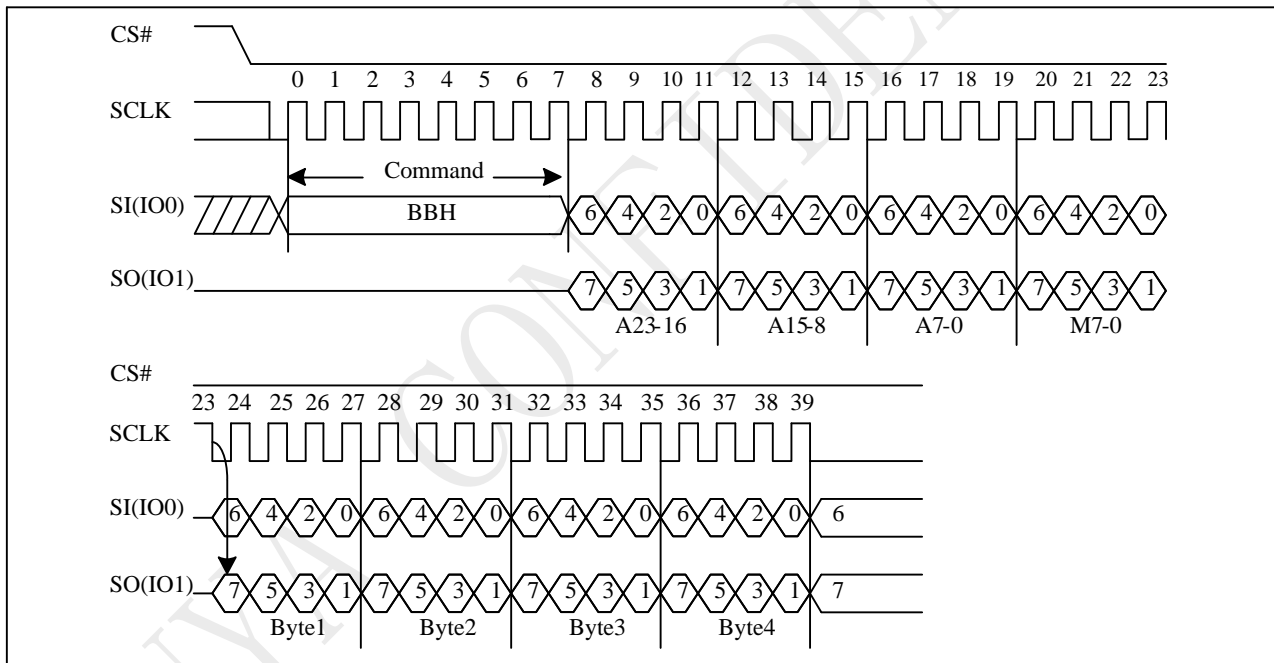 CS#
0 1 2 3 4 5 6 7 8 9 10 11 12 13 14 15 16 17 18 19 20 21 22 23
SCLK
Command
SI(IO0) BBH 6 4 2 0 6 4 2 0 6 4 2 0 6 4 2 0
SO(IO1) 7 5 3 1 7 5 3 1 7 5 3 1 7 5 3 1
A23-16 A15-8 A7-0 M7-0
CS#
23 24 25 26 27 28 29 30 31 32 33 34 35 36 37 38 39
SCLK
SI(IO0) 6 4 2 0 6 4 2 0 6 4 2 0 6 4 2 0 6
SO(IO1) 7 5 3 1 7 5 3 1 7 5 3 1 7 5 3 1 7
Byte1 Byte2 Byte3 Byte4